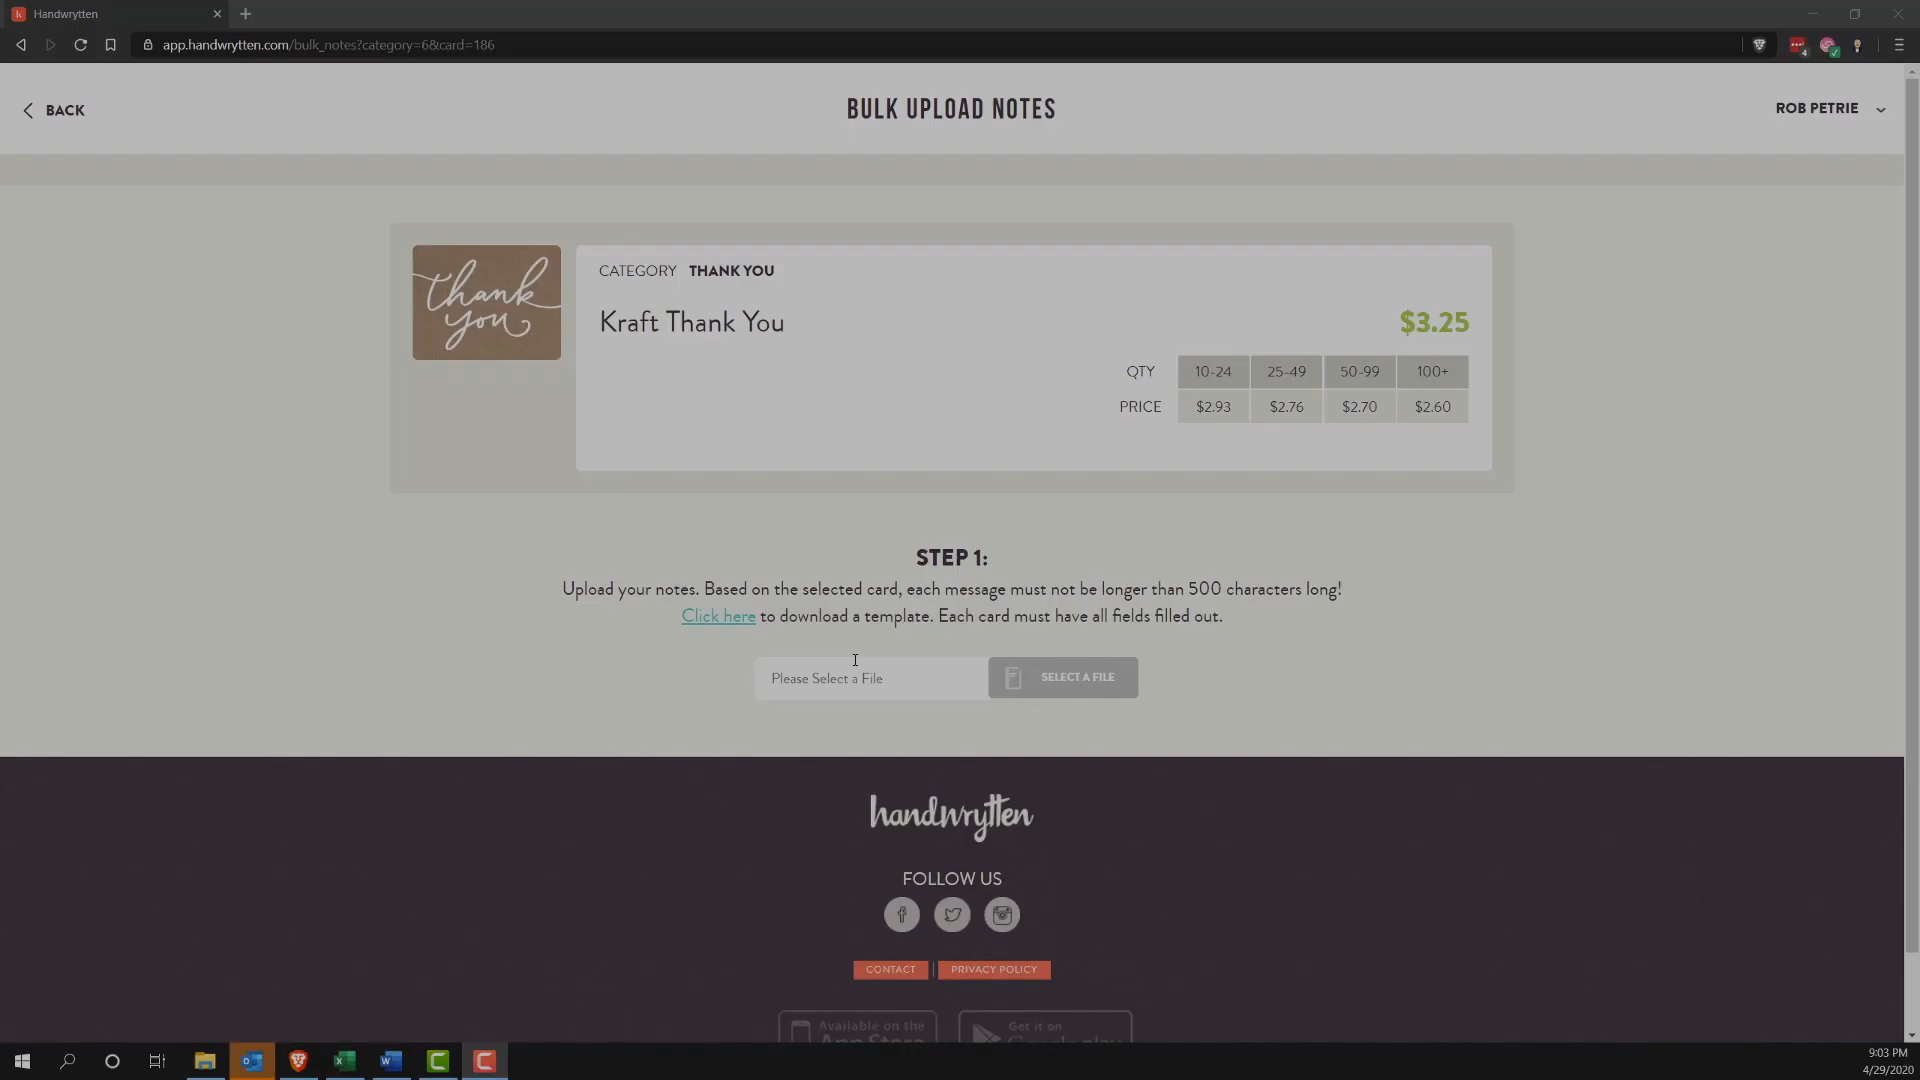 Handwrytten
app.handwrytten.com/bulk_notes?category=6&card=186
4
BACK
BULK UPLOAD NOTES
ROB PETRIE
thank
you
CATEGORY THANK YOU
Kraft Thank You
$3.25
QTY 10-24 25-49 50-99 100+
PRICE $2.93 $2.76 $2.70 $2.60
STEP 1:
Upload your notes. Based on the selected card, each message must not be longer than 500 characters long!
Click here to download a template. Each card must have all fields filled out.
Please Select a File
SELECT A FILE
handwrytten
FOLLOW US
CONTACT | PRIVACY POLICY
Available on the
App Store
Get it on
Google play
9:03 PM
4/29/2020